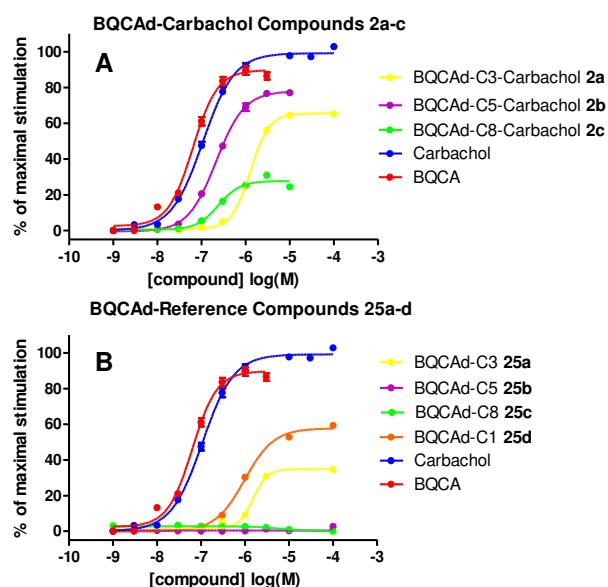 BQCAd-Carbachol Compounds 2a-c
A
% of maximal stimulation
100
80
60
40
20
0
-10 -9 -8 -7 -6 -5 -4 -3
[compound] log(M)
BQCAd-C3-Carbachol 2a
BQCAd-C5-Carbachol 2b
BQCAd-C8-Carbachol 2c
Carbachol
BQCA
BQCAd-Reference Compounds 25a-d
B
% of maximal stimulation
100
80
60
40
20
0
-10 -9 -8 -7 -6 -5 -4 -3
[compound] log(M)
BQCAd-C3 25a
BQCAd-C5 25b
BQCAd-C8 25c
BQCAd-C1 25d
Carbachol
BQCA